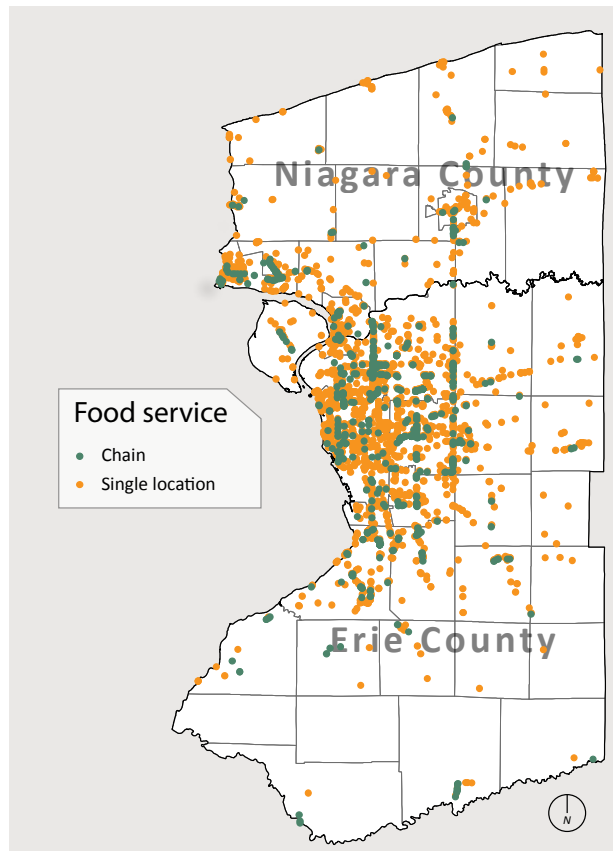 Niagara County
Food service
Chain
Single location
Erie County
N